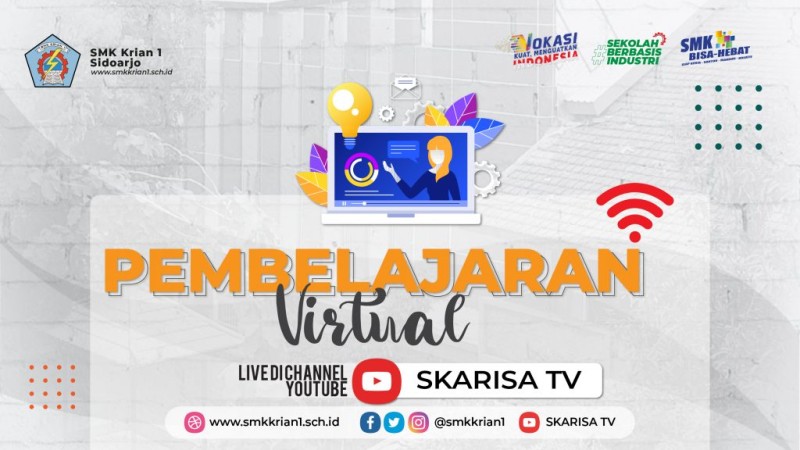 SMK Krian 1
Sidoarjo
www.smkkrian1.sch.id
VOKASI
KUAT, MENGUATKAN
INDONESIA
#SEKOLAH
BERBASIS
INDUSTRI
SMK
BISA-HEBAT
PEMBELAJARAN
Virtual
LIVE DI CHANNEL
YOUTUBE
SKARISA TV
www.smkkrian1.sch.id
@smkkrian1
SKARISA TV